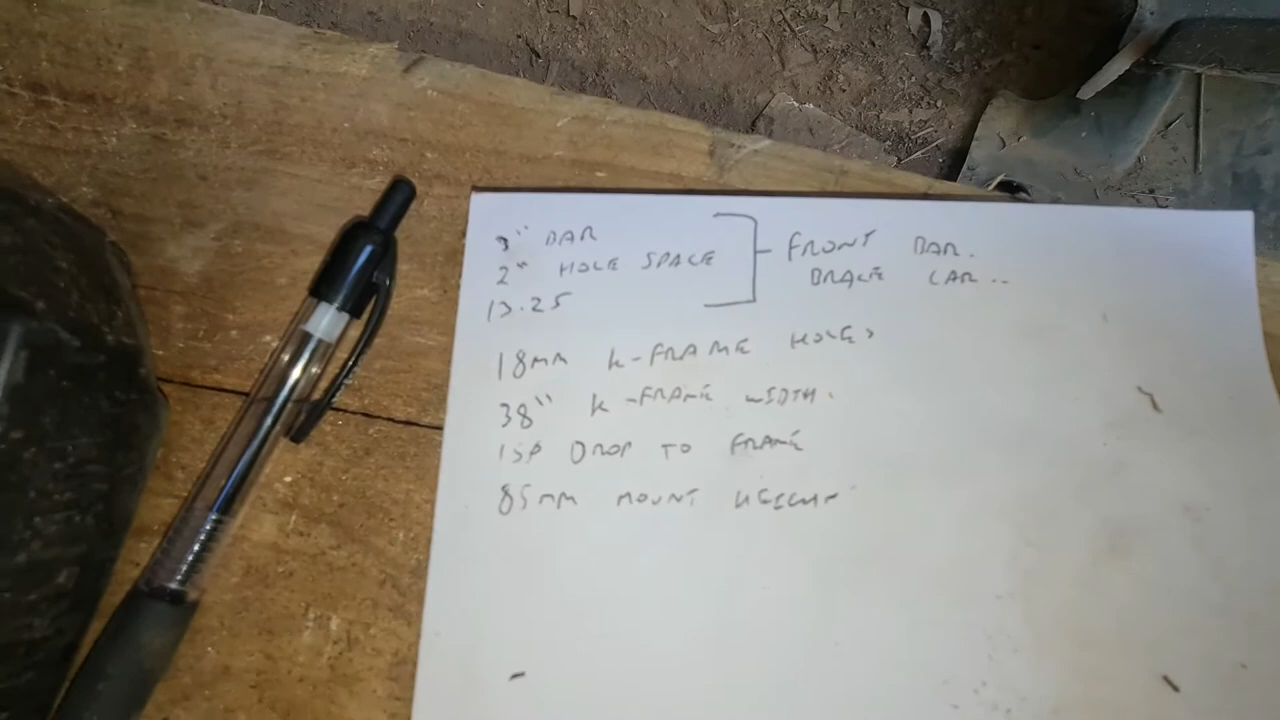 3" BAR
2" HOLE SPACE
13.25
FRONT BAR.
BRACE CAR..
18MM K-FRAME HOLES
38" K-FRAME WIDTH.
DROP TO FRAME
85MM MOUNT HEIGHT